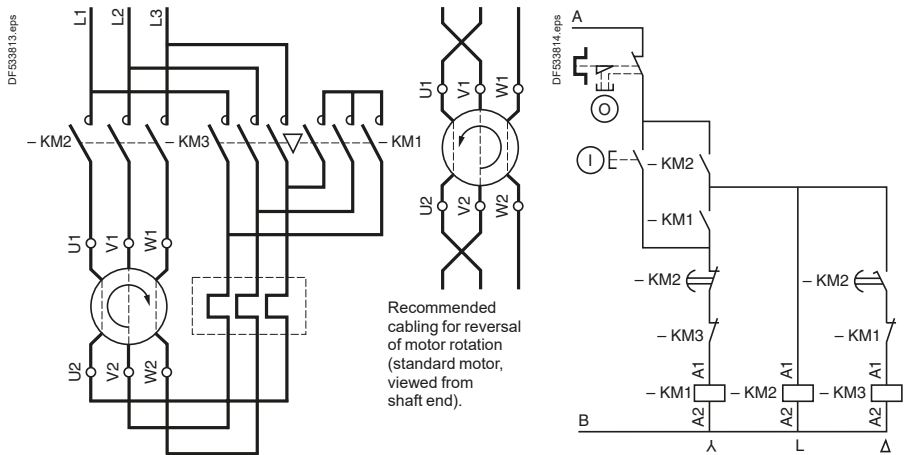 DF533813.eps
L1 L2 L3
– KM2
– KM3
– KM1
U1 V1 W1
U2 V2 W2
U1 V1 W1
U2 V2 W2
Recommended
cabling for reversal
of motor rotation
(standard motor,
viewed from
shaft end).
DF533814.eps
A
O
I
– KM2
– KM1
– KM2
– KM2
– KM3
– KM1
A1 A1 A1
– KM1 – KM2 – KM3
A2 A2 A2
B
L Δ